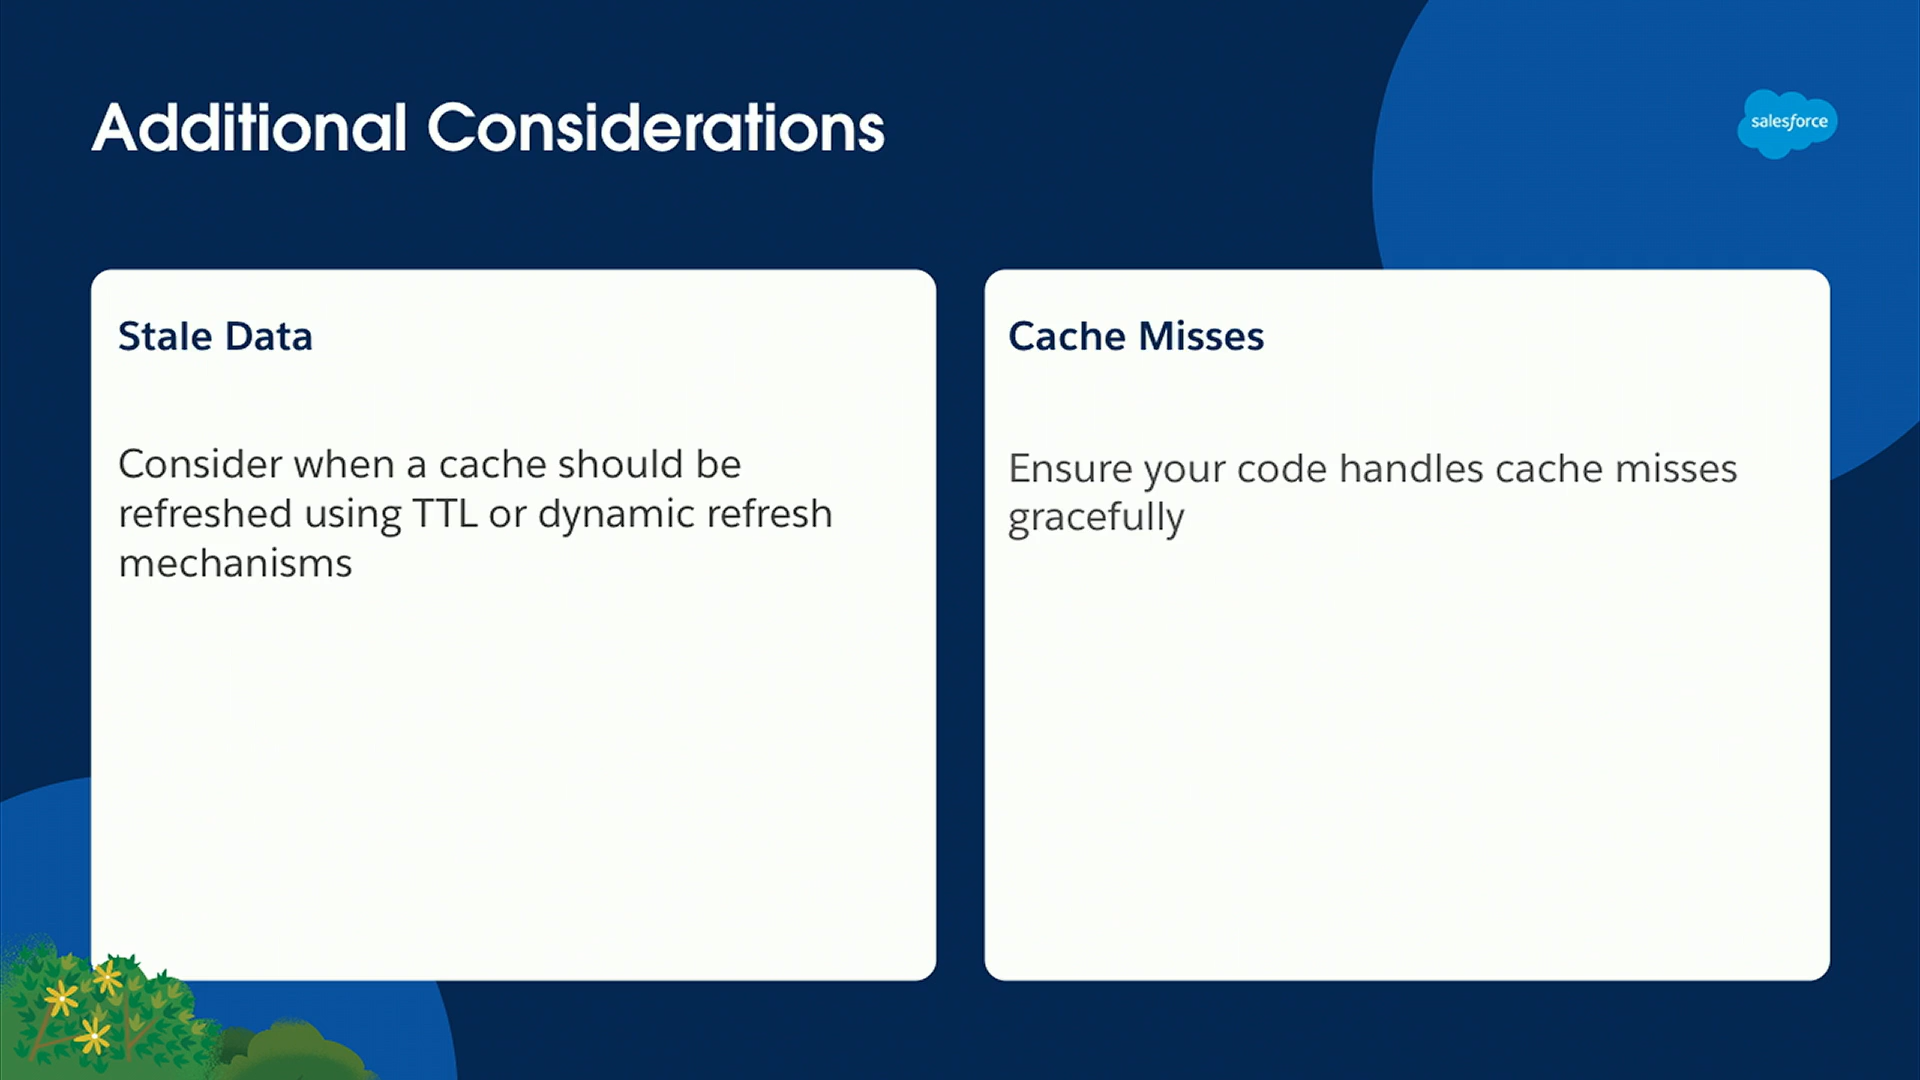 Additional Considerations
salesforce
Stale Data
Consider when a cache should be
refreshed using TTL or dynamic refresh
mechanisms
Cache Misses
Ensure your code handles cache misses
gracefully